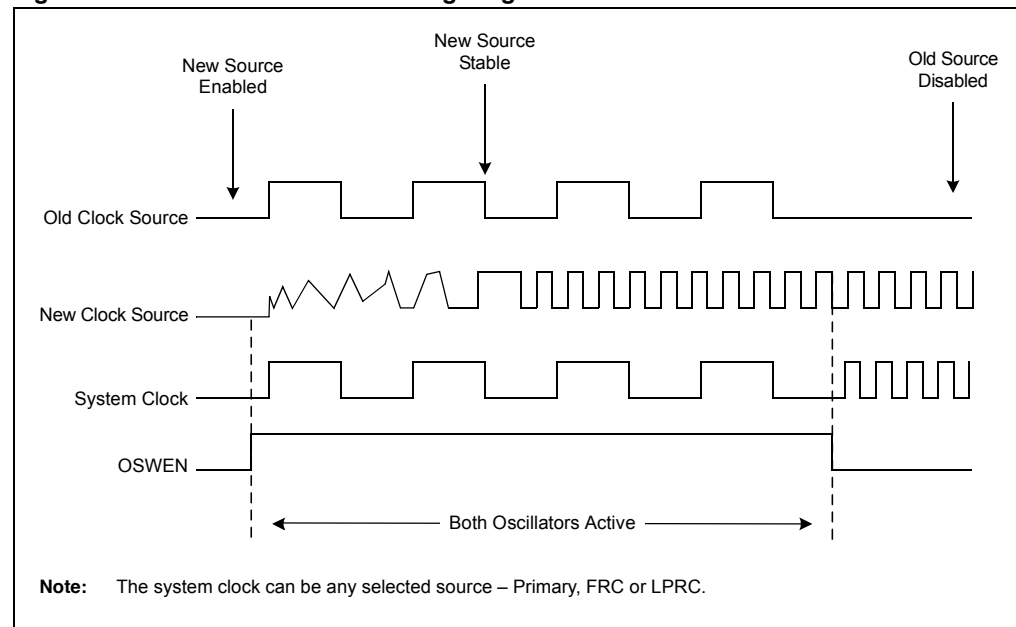 New Source
Enabled
New Source
Stable
Old Source
Disabled
Old Clock Source
New Clock Source
System Clock
OSWEN
Both Oscillators Active
Note: The system clock can be any selected source – Primary, FRC or LPRC.